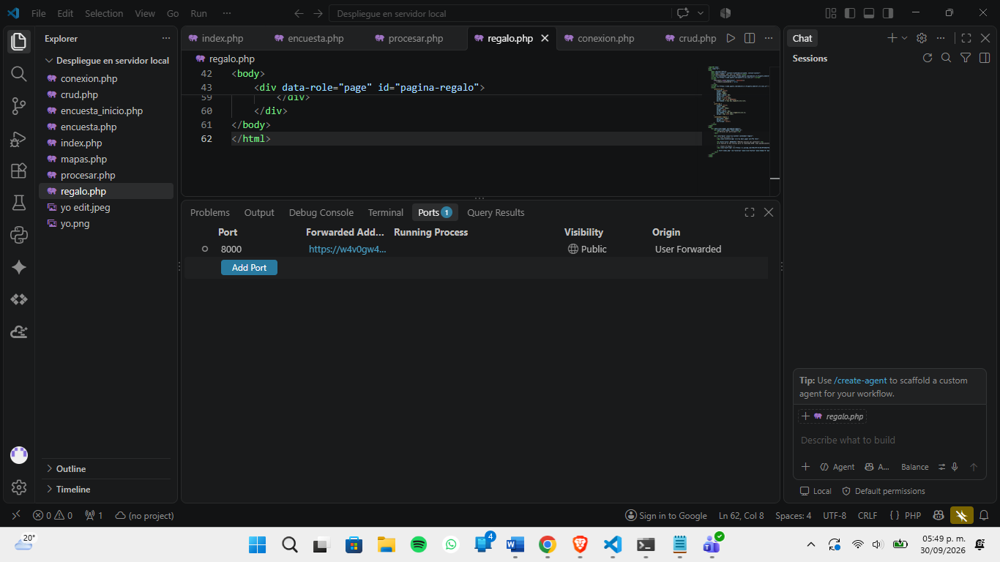 File Edit Selection View Go Run ···
Despliegue en servidor local
Explorer
Despliegue en servidor local
conexion.php
crud.php
encuesta_inicio.php
encuesta.php
index.php
mapas.php
procesar.php
regalo.php
yo edit.jpeg
yo.png
Outline
Timeline
index.php encuesta.php procesar.php regalo.php conexion.php crud.php
regalo.php
42 <body>
43 <div data-role="page" id="pagina-regalo">
59 </div>
60 </div>
61 </body>
62 </html>
Problems Output Debug Console Terminal Ports 1 Query Results
Port Forwarded Add... Running Process Visibility Origin
8000 https://w4v0gw4... Public User Forwarded
Add Port
Chat
Sessions
Tip: Use /create-agent to scaffold a custom
agent for your workflow.
regalo.php
Describe what to build
Agent A... Balance
Local Default permissions
0 0 1 (no project) Sign in to Google Ln 62, Col 8 Spaces: 4 UTF-8 CRLF { } PHP
20°
4
05:49 p. m.
30/09/2026